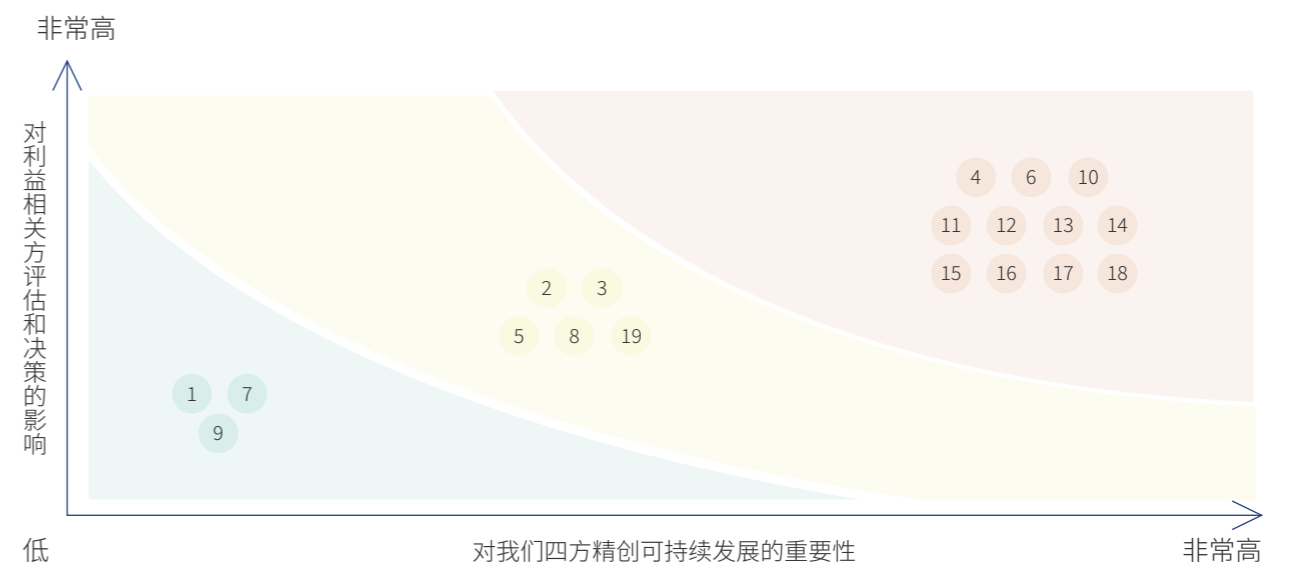 非常高
对利益相关方评估和决策的影响
4 6 10
11 12 13 14
15 16 17 18
2 3
5 8 19
1 7
9
低
对我们四方精创可持续发展的重要性
非常高